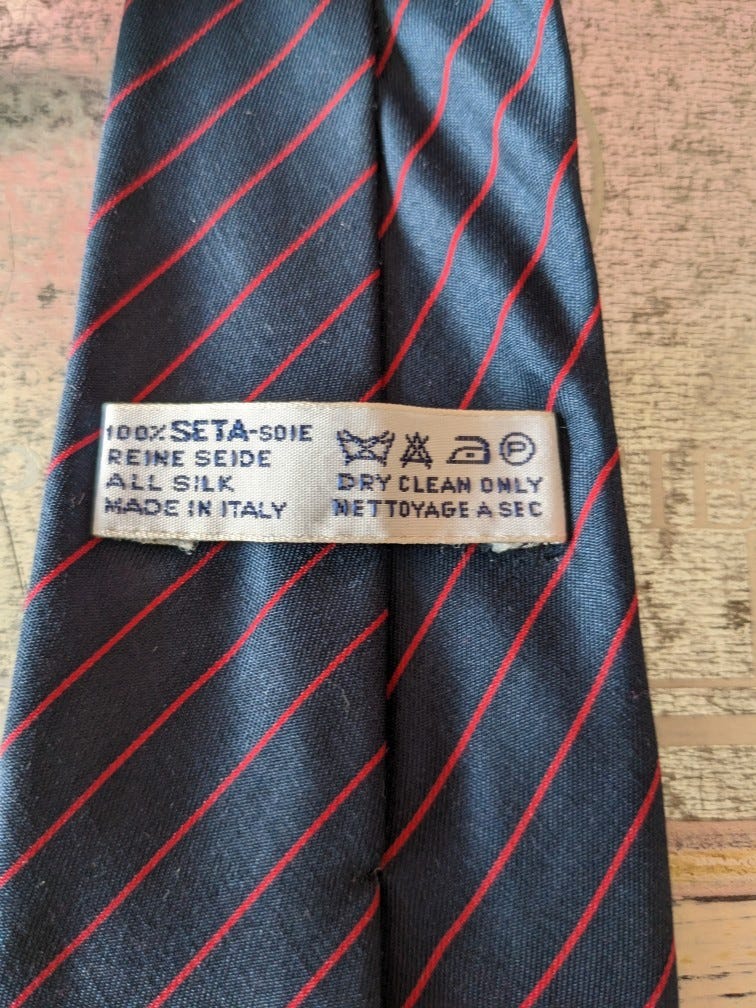 100% SETA-SOIE
REINE SEIDE
ALL SILK
MADE IN ITALY
P
DRY CLEAN ONLY
NETTOYAGE A SEC